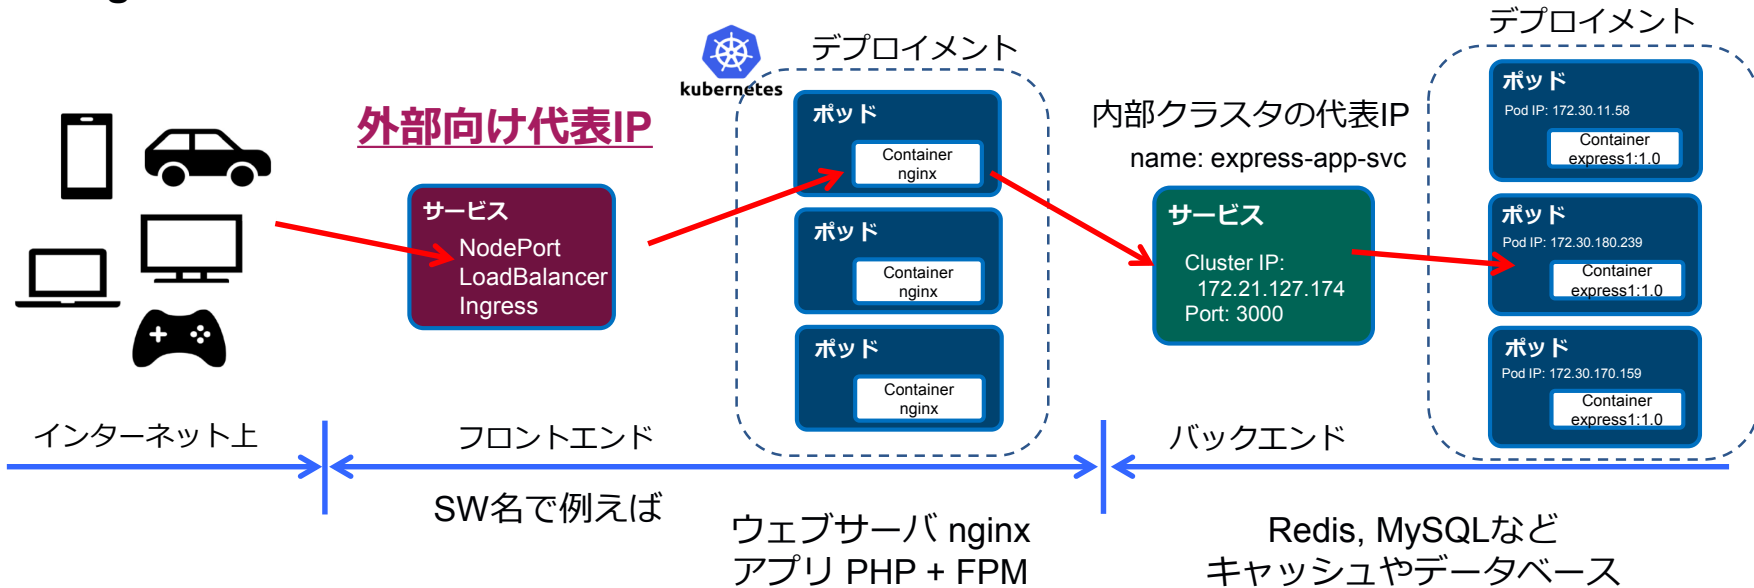 kubernetes
デプロイメント
デプロイメント
外部向け代表IP
サービス
NodePort
LoadBalancer
Ingress
ポッド
Container
nginx
ポッド
Container
nginx
ポッド
Container
nginx
内部クラスタの代表IP
name: express-app-svc
サービス
Cluster IP:
172.21.127.174
Port: 3000
ポッド
Pod IP: 172.30.11.58
Container
express1:1.0
ポッド
Pod IP: 172.30.180.239
Container
express1:1.0
ポッド
Pod IP: 172.30.170.159
Container
express1:1.0
インターネット上
フロントエンド
バックエンド
SW名で例えば
ウェブサーバ nginx
アプリ PHP + FPM
Redis, MySQLなど
キャッシュやデータベース